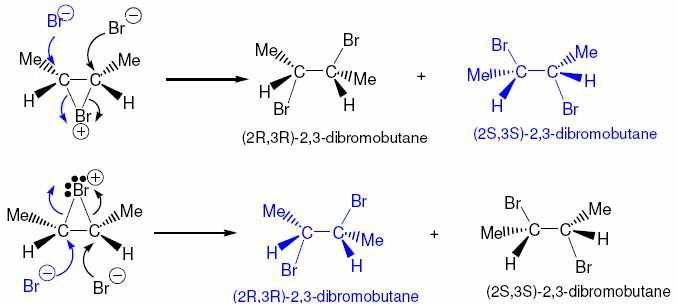 Br⊖ Br⊖
Me Me Me Br Br Me
C C C C + C C
H H H Me Me H
Br Br H H Br
⊕
(2R,3R)-2,3-dibromobutane (2S,3S)-2,3-dibromobutane
Br⊕
Me Me Me Br Br Me
C C C C + C C
H H H Me Me H
Br⊖ Br⊖ Br H H Br
(2R,3R)-2,3-dibromobutane (2S,3S)-2,3-dibromobutane